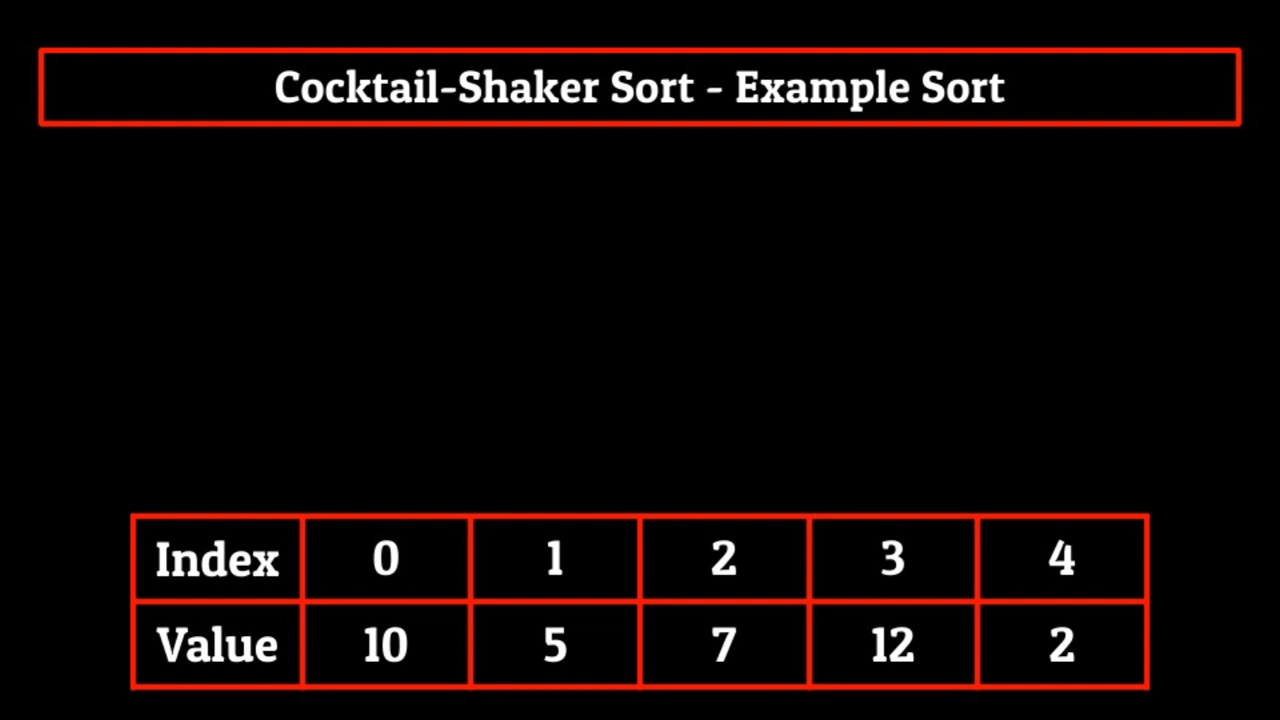 Cocktail-Shaker Sort - Example Sort
Index 0 1 2 3 4
Value 10 5 7 12 2